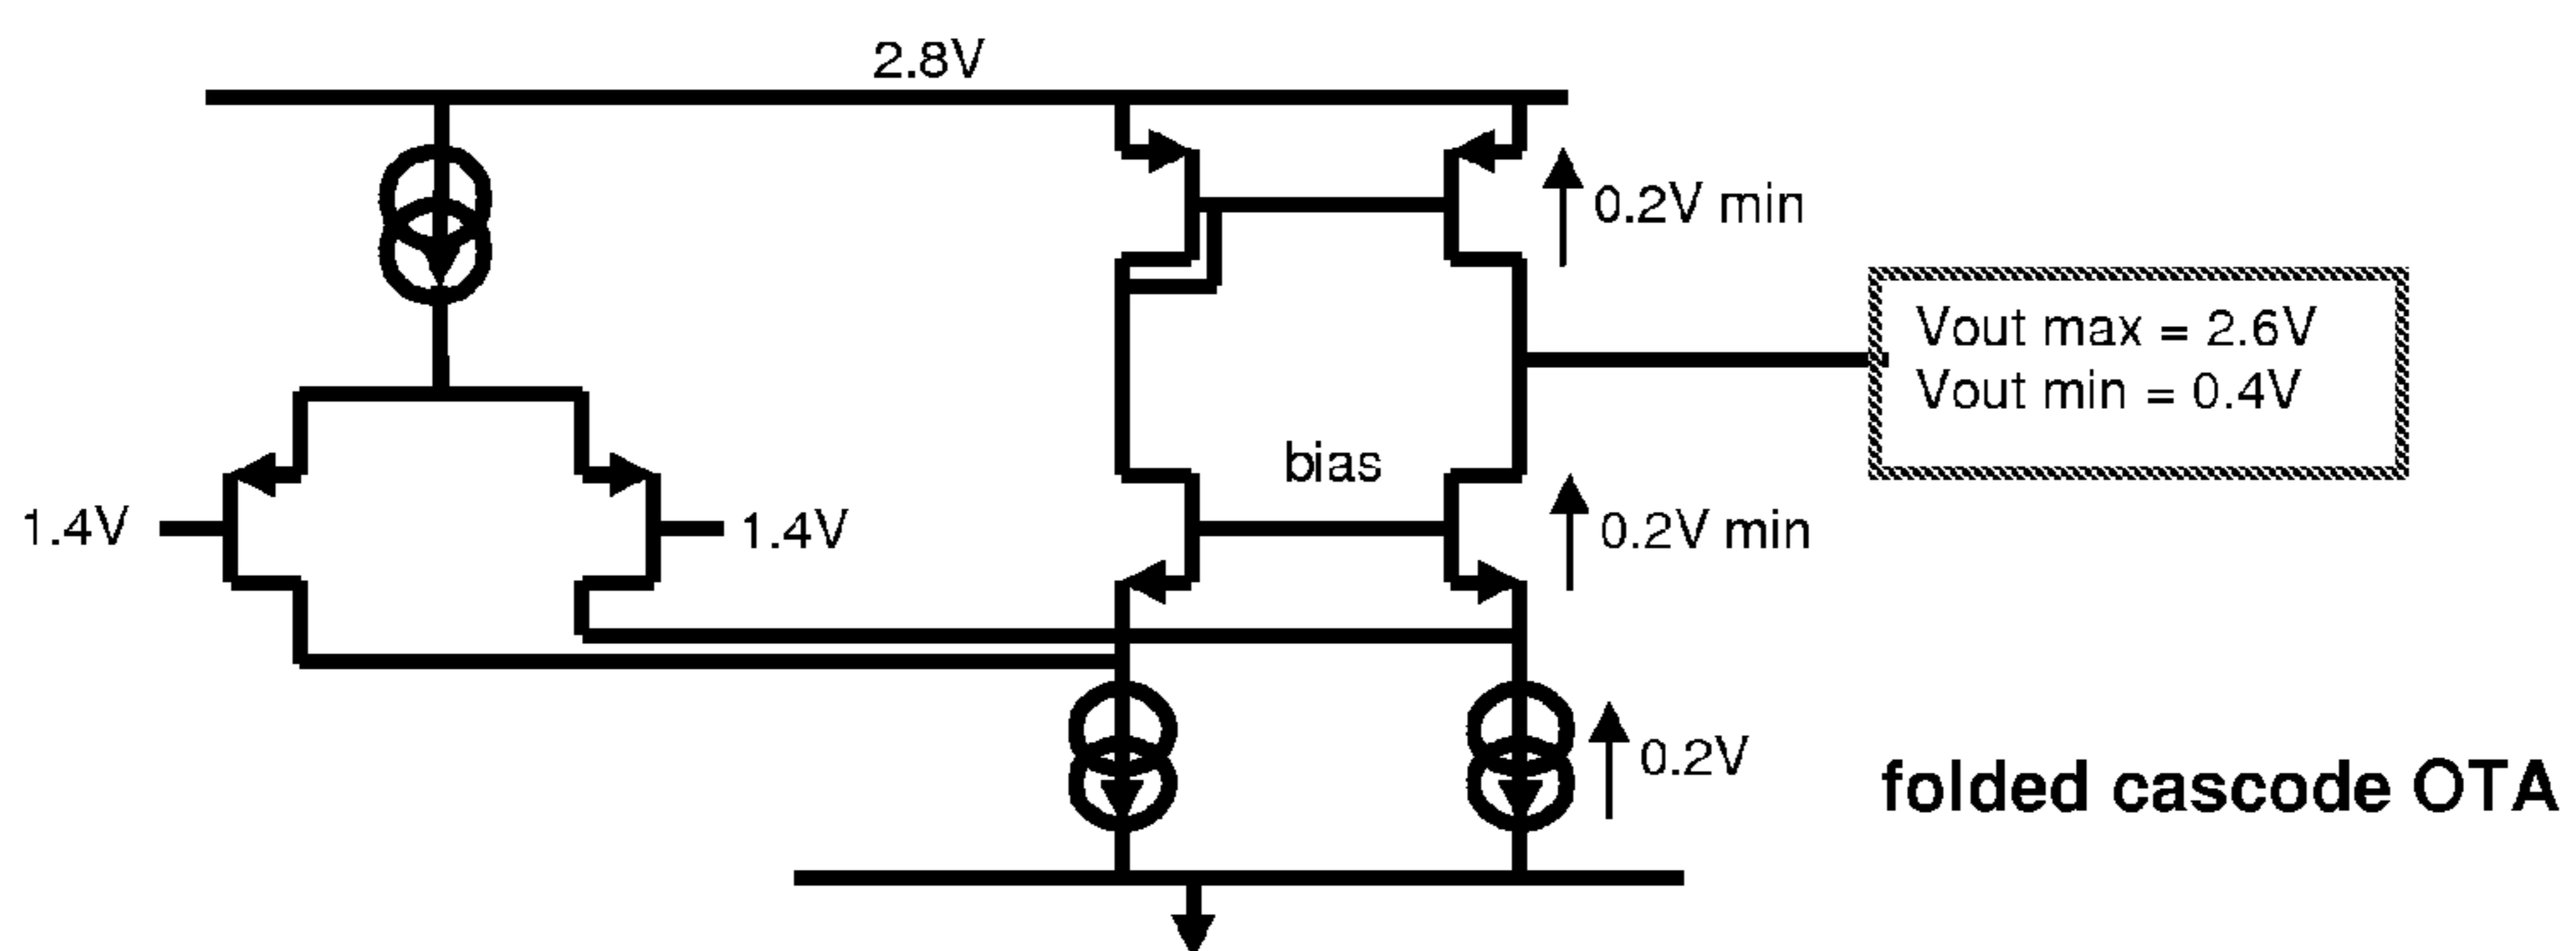 2.8V
0.2V min
Vout max = 2.6V
Vout min = 0.4V
bias
1.4V
1.4V
0.2V min
0.2V
folded cascode OTA